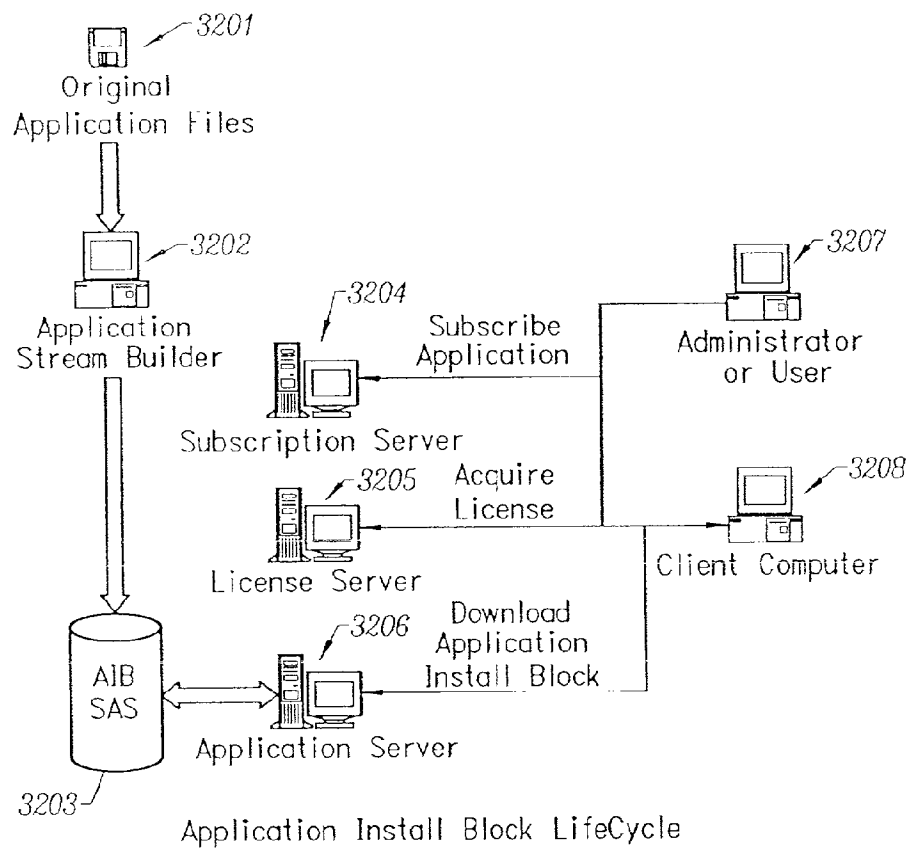 3201
Original
Application Files
3202
Application
Stream Builder
3204
Subscribe
Application
3207
Administrator
or User
Subscription Server
3205
Acquire
License
3208
License Server
Client Computer
3206
Download
Application
Install Block
AIB
SAS
Application Server
3203
Application Install Block LifeCycle